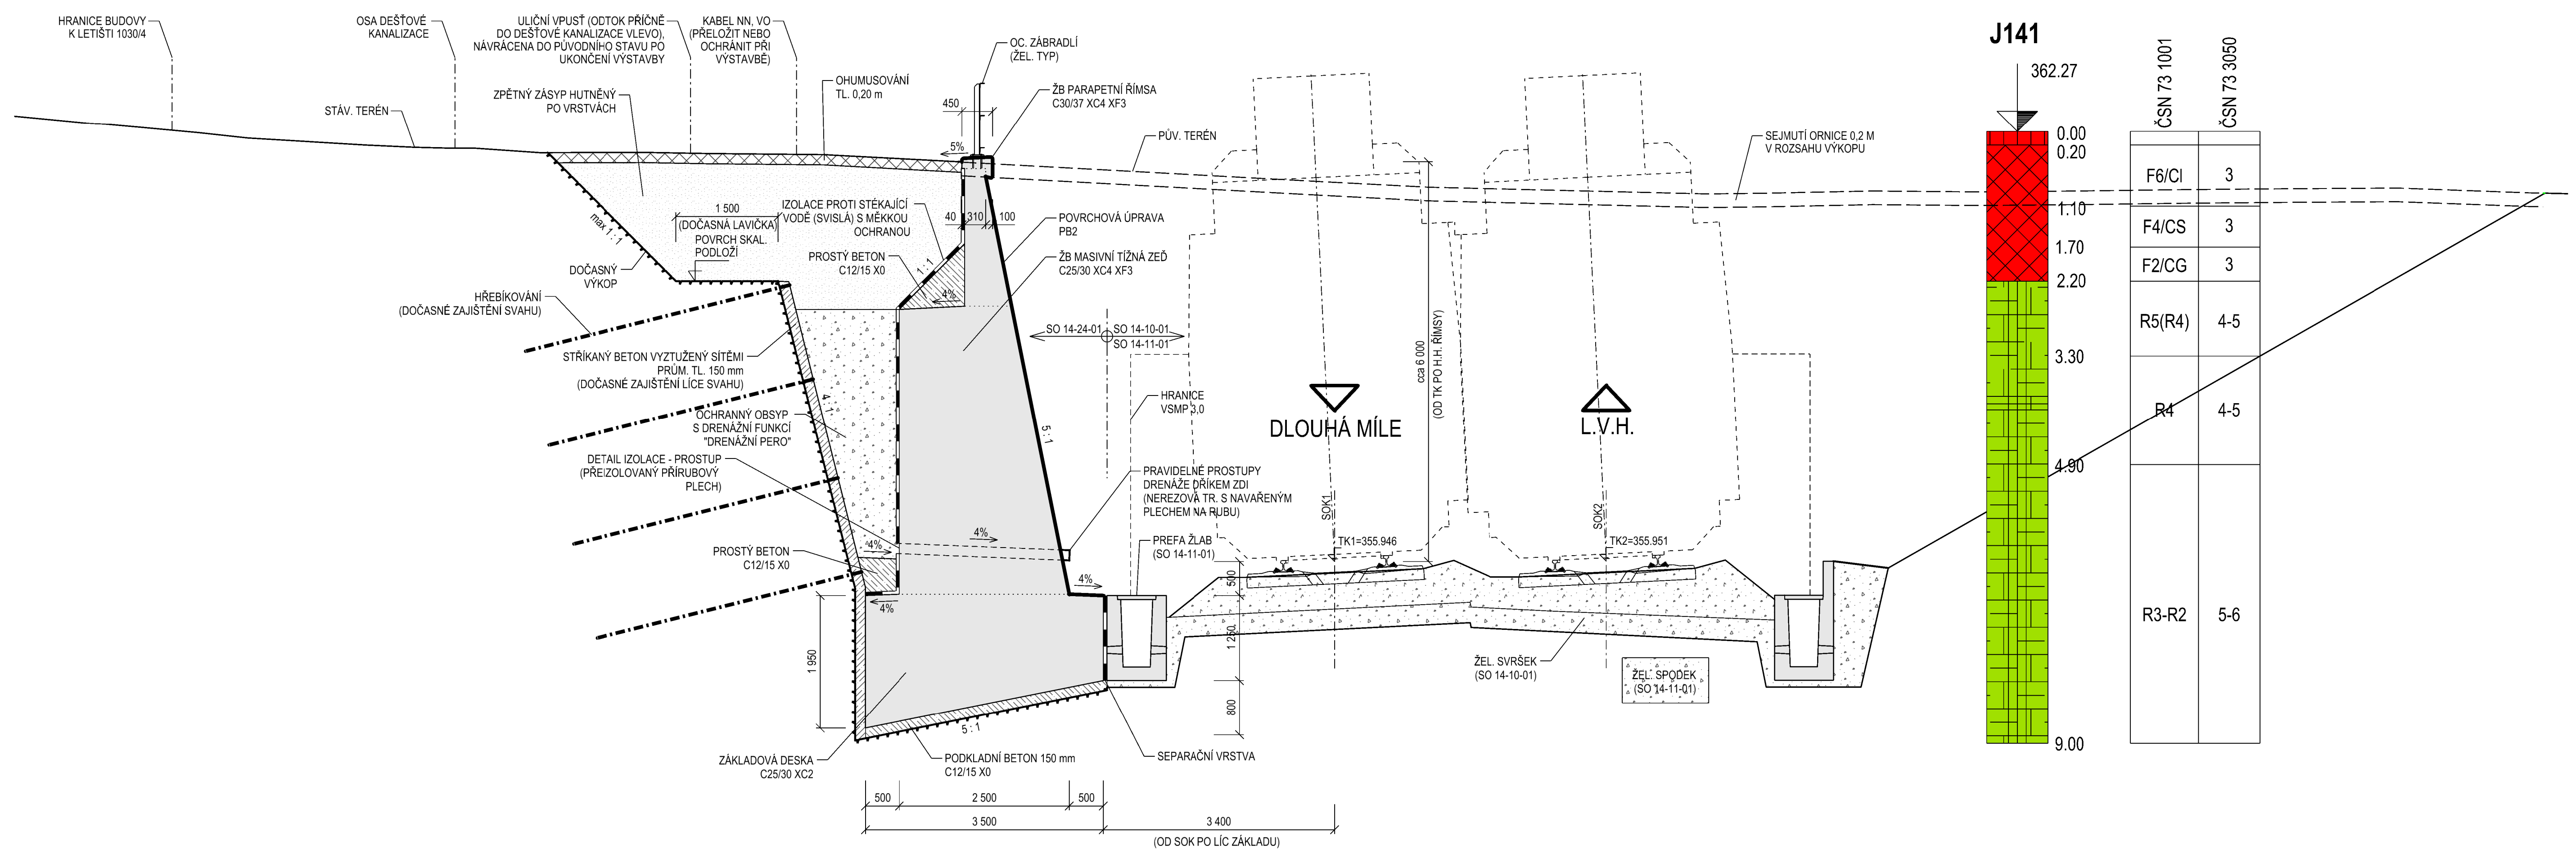 HRANICE BUDOVY
K LETIŠTI 1030/4
OSA DEŠŤOVÉ
KANALIZACE
ULIČNÍ VPUSŤ (ODTOK PŘÍČNĚ
DO DEŠŤOVÉ KANALIZACE VLEVO),
NÁVRÁCENA DO PŮVODNÍHO STAVU PO
UKONČENÍ VÝSTAVBY
KABEL NN, VO
(PŘELOŽIT NEBO
OCHRÁNIT PŘI
VÝSTAVBĚ)
OC. ZÁBRADLÍ
(ŽEL. TYP)
OHUMUSOVÁNÍ
TL. 0,20 m
ŽB PARAPETNÍ ŘÍMSA
C30/37 XC4 XF3
450
5%
ZPĚTNÝ ZÁSYP HUTNĚNÝ
PO VRSTVÁCH
STÁV. TERÉN
PŮV. TERÉN
SEJMUTÍ ORNICE 0,2 M
V ROZSAHU VÝKOPU
max 1 : 1
1 500
(DOČASNÁ LAVIČKA)
POVRCH SKAL.
PODLOŽÍ
IZOLACE PROTI STÉKAJÍCÍ
VODĚ (SVISLÁ) S MĚKKOU
OCHRANOU
40
310
100
POVRCHOVÁ ÚPRAVA
PB2
PROSTÝ BETON
C12/15 X0
1 : 1
4%
ŽB MASIVNÍ TÍŽNÁ ZEĎ
C25/30 XC4 XF3
DOČASNÝ
VÝKOP
HŘEBÍKOVÁNÍ
(DOČASNÉ ZAJIŠTĚNÍ SVAHU)
SO 14-24-01
SO 14-10-01
SO 14-11-01
STŘÍKANÝ BETON VYZTUŽENÝ SÍTĚMI
PRŮM. TL. 150 mm
(DOČASNÉ ZAJIŠTĚNÍ LÍCE SVAHU)
4 : 1
OCHRANNÝ OBSYP
S DRENÁŽNÍ FUNKCÍ
"DRENÁŽNÍ PERO"
5 : 1
HRANICE
VSMP 3,0
cca 6 000
(OD TK PO H.H. ŘÍMSY)
DLOUHÁ MÍLE
L.V.H.
DETAIL IZOLACE - PROSTUP
(PŘEIZOLOVANÝ PŘÍRUBOVÝ
PLECH)
PRAVIDELNÉ PROSTUPY
DRENÁŽE DŘÍKEM ZDI
(NEREZOVÁ TR. S NAVAŘENÝM
PLECHEM NA RUBU)
SOK1
SOK2
4%
4%
PROSTÝ BETON
C12/15 X0
PREFA ŽLAB
(SO 14-11-01)
TK1=355.946
TK2=355.951
4%
4%
500
1 250
800
1 950
ŽEL. SVRŠEK
(SO 14-10-01)
ŽEL. SPODEK
(SO 14-11-01)
5 : 1
ZÁKLADOVÁ DESKA
C25/30 XC2
PODKLADNÍ BETON 150 mm
C12/15 X0
SEPARAČNÍ VRSTVA
500
2 500
500
3 500
3 400
(OD SOK PO LÍC ZÁKLADU)
J141
362.27
ČSN 73 1001
ČSN 73 3050
0.00
0.20
F6/CI 3
1.10
F4/CS 3
1.70
F2/CG 3
2.20
R5(R4) 4-5
3.30
R4 4-5
4.90
R3-R2 5-6
9.00